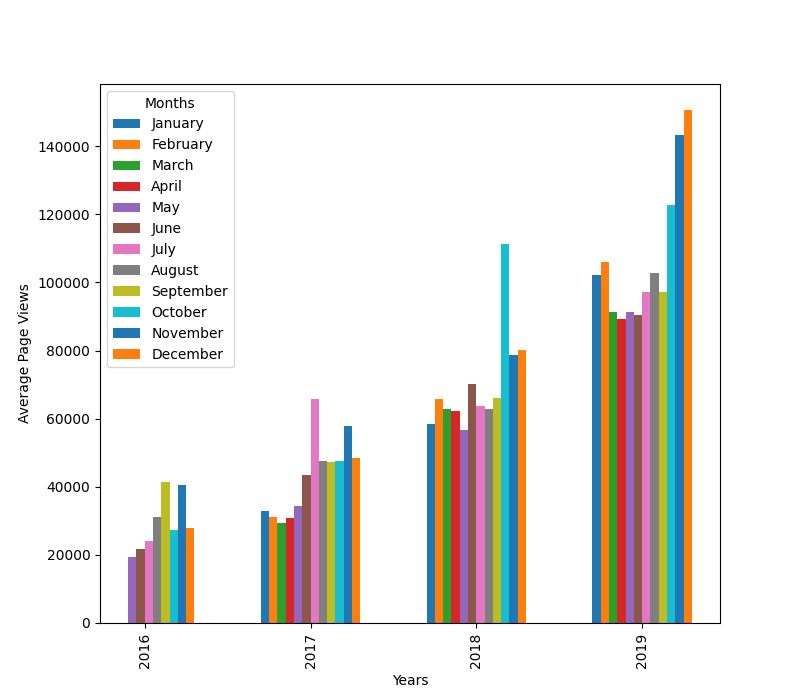 Months
January
February
March
April
May
June
July
August
September
October
November
December
140000
120000
100000
80000
60000
40000
20000
0
Average Page Views
2016
2017
2018
2019
Years